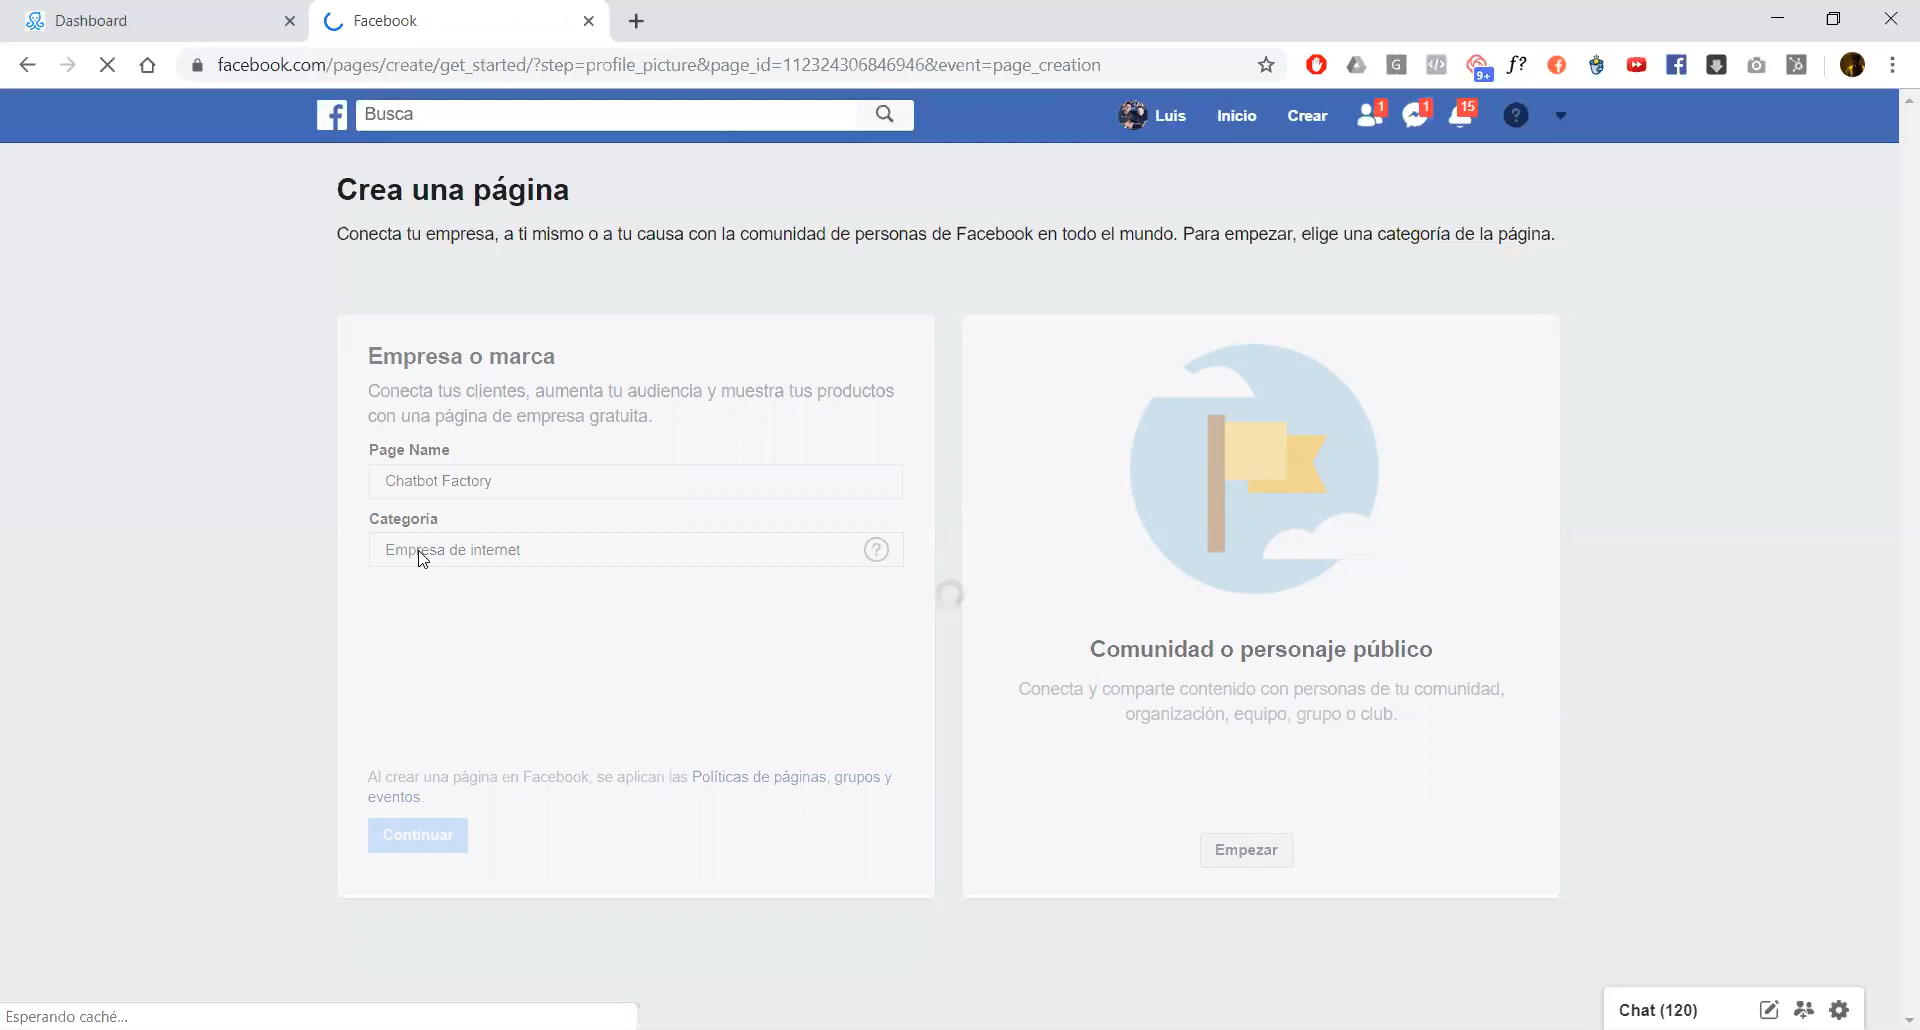 Dashboard
Facebook
facebook.com/pages/create/get_started/?step=profile_picture&page_id=112324306846946&event=page_creation
9+
Busca
Luis
Inicio
Crear
1
1
15
Crea una página
Conecta tu empresa, a ti mismo o a tu causa con la comunidad de personas de Facebook en todo el mundo. Para empezar, elige una categoría de la página.
Empresa o marca
Conecta tus clientes, aumenta tu audiencia y muestra tus productos
con una página de empresa gratuita.
Page Name
Chatbot Factory
Categoría
Empresa de internet
Al crear una página en Facebook, se aplican las Políticas de páginas, grupos y
eventos.
Continuar
Comunidad o personaje público
Conecta y comparte contenido con personas de tu comunidad,
organización, equipo, grupo o club.
Empezar
Esperando caché...
Chat (120)